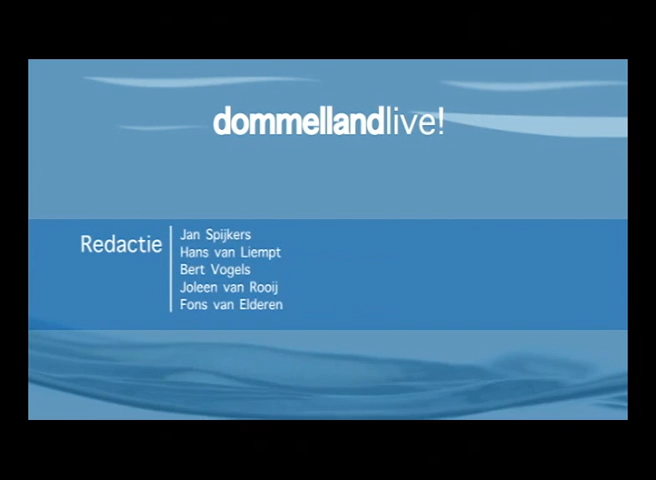 dommellandlive!
Redactie
Jan Spijkers
Hans van Liempt
Bert Vogels
Joleen van Rooij
Fons van Elderen